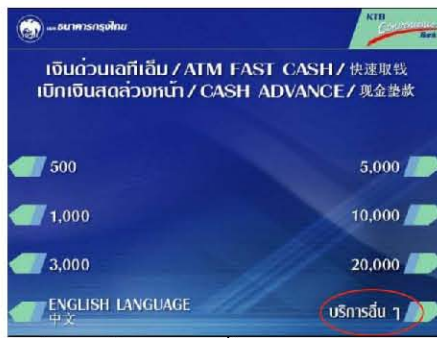 ธนาคารกรุงไทย
KTB
เงินด่วนเอทีเอ็ม / ATM FAST CASH / 快速取钱
เบิกเงินสดล่วงหน้า / CASH ADVANCE / 现金垫款
500
5,000
1,000
10,000
3,000
20,000
ENGLISH LANGUAGE
中文
บริการอื่น ๆ